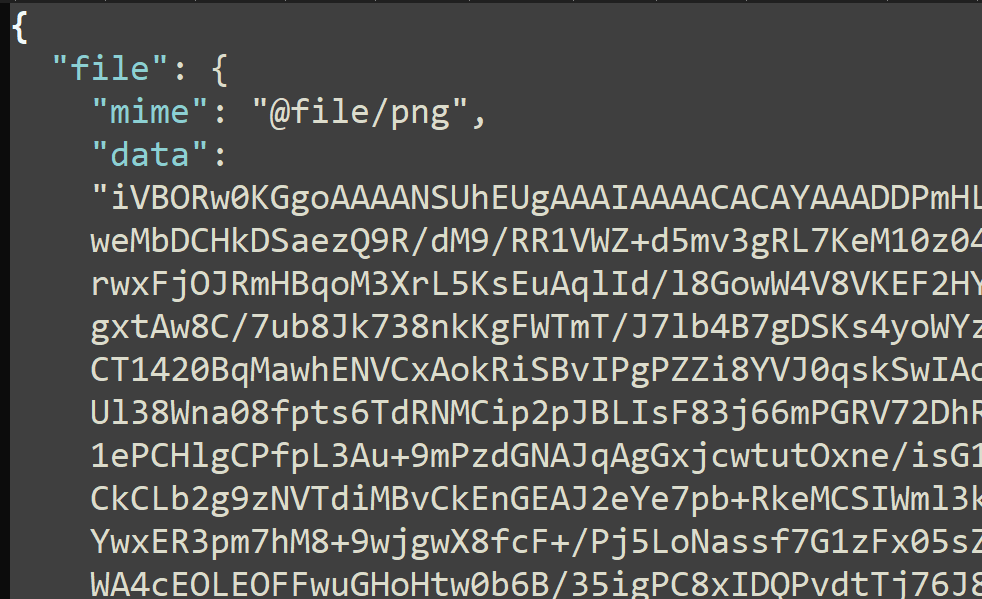 {
"file": {
"mime": "@file/png",
"data":
"iVBORw0KGgoAAAANSUhEUgAAAIAAAACACAYAAADDPmHL
weMbDCHkDSaezQ9R/dM9/RR1VWZ+d5mv3gRL7KeM10z04
rwxFjOJRmHBqoM3XrL5KsEuAqlId/l8GowW4V8VKEF2HY
gxtAw8C/7ub8Jk738nkKgFWTmT/J7lb4B7gDSKs4yoWYz
CT1420BqMawhENVCxAokRiSBvIPgPZZi8YVJ0qskSwIAo
Ul38Wna08fpts6TdRNMCip2pJBLIsF83j66mPGRV72DhR
1ePCHlgCPfpL3Au+9mPzdGNAJqAgGxjcwtutOxne/isG1
CkCLb2g9zNVTdiMBvCkEnGEAJ2eYe7pb+RkeMCSIWml3k
YwxER3pm7hM8+9wjgwX8fcF+/Pj5LoNassf7G1zFx05sZ
WA4cEOLEOFFwuGHoHtw0b6B/35igPC8xIDQPvdtTj76J8